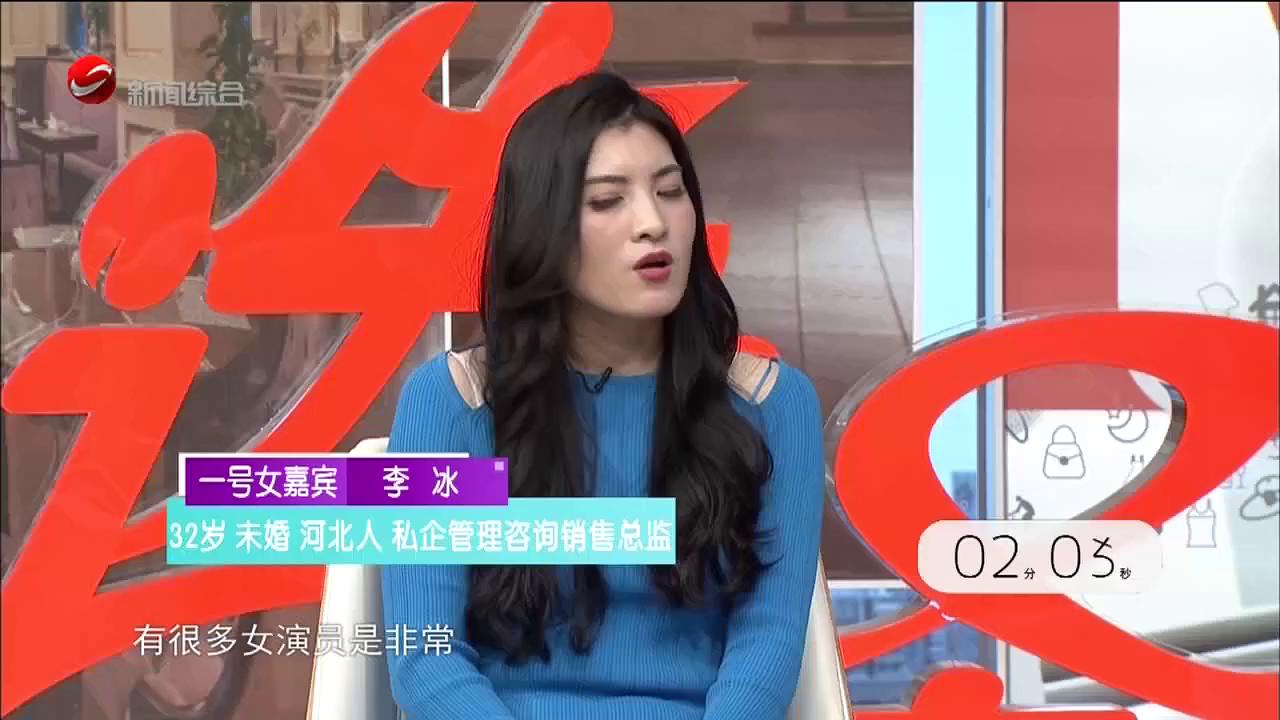 新闻综合
一号女嘉宾 李 冰
32岁 未婚 河北人 私企管理咨询销售总监
02分03秒
有很多女演员是非常